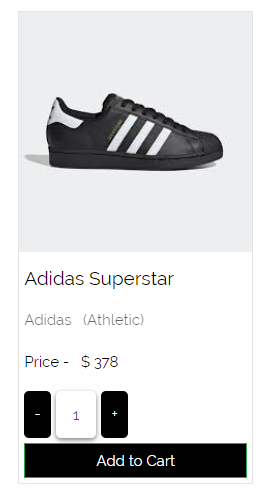 Adidas Superstar
Adidas (Athletic)
Price - $ 378
- 1 +
Add to Cart